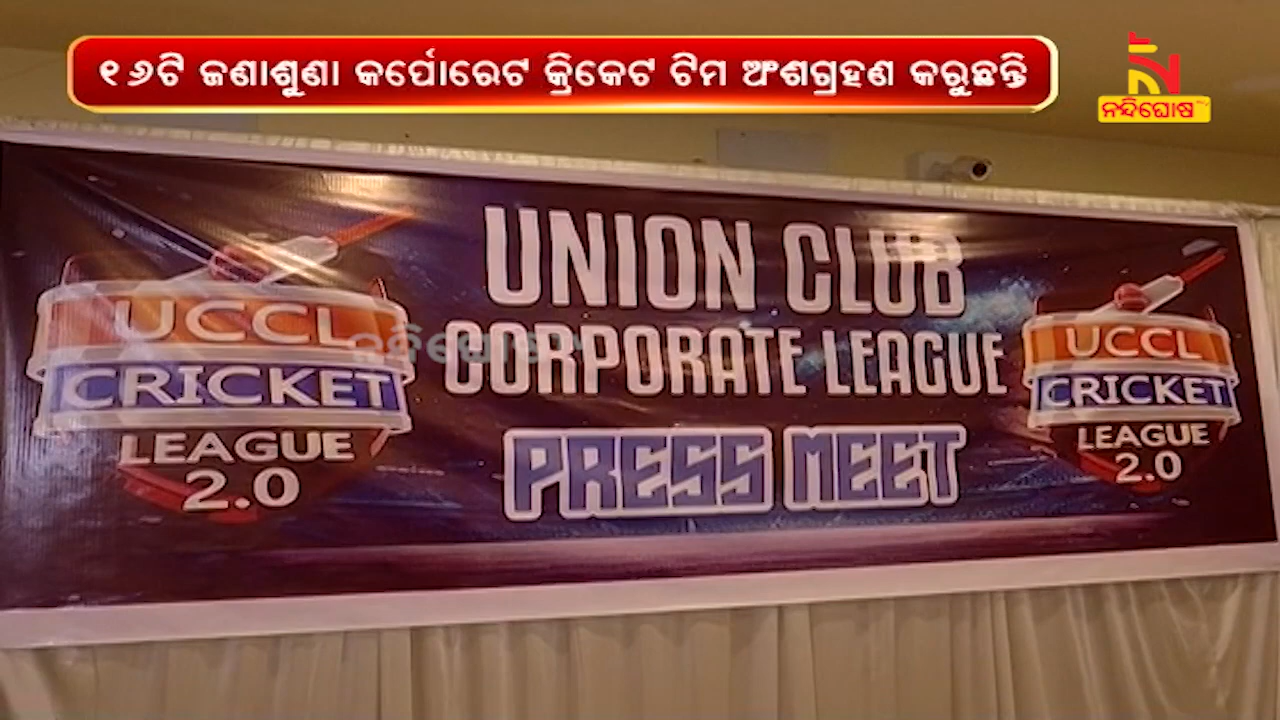 ୧୬ଟି ଜଣାଶୁଣା କର୍ପୋରେଟ କ୍ରିକେଟ ଟିମ ଅଂଶଗ୍ରହଣ କରୁଛନ୍ତି
ନନ୍ଦିଘୋଷ
UNION CLUB
CORPORATE LEAGUE
PRESS MEET
UCCL
CRICKET
LEAGUE
2.0
UCCL
CRICKET
LEAGUE
2.0